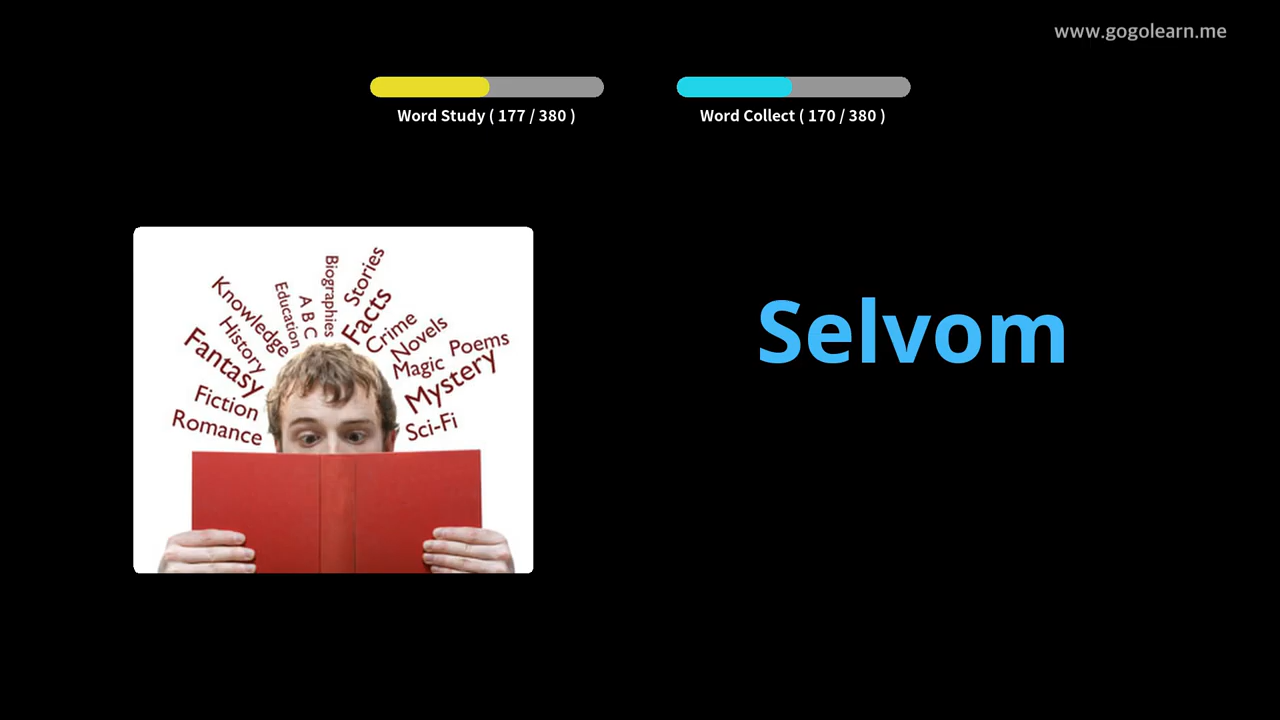 www.gogolearn.me
Word Study ( 177 / 380 )
Word Collect ( 170 / 380 )
Selvom
Knowledge
History
Fantasy
Fiction
Romance
Education
A B C
Biographies
Stories
Facts
Crime
Novels
Magic
Poems
Mystery
Sci-Fi